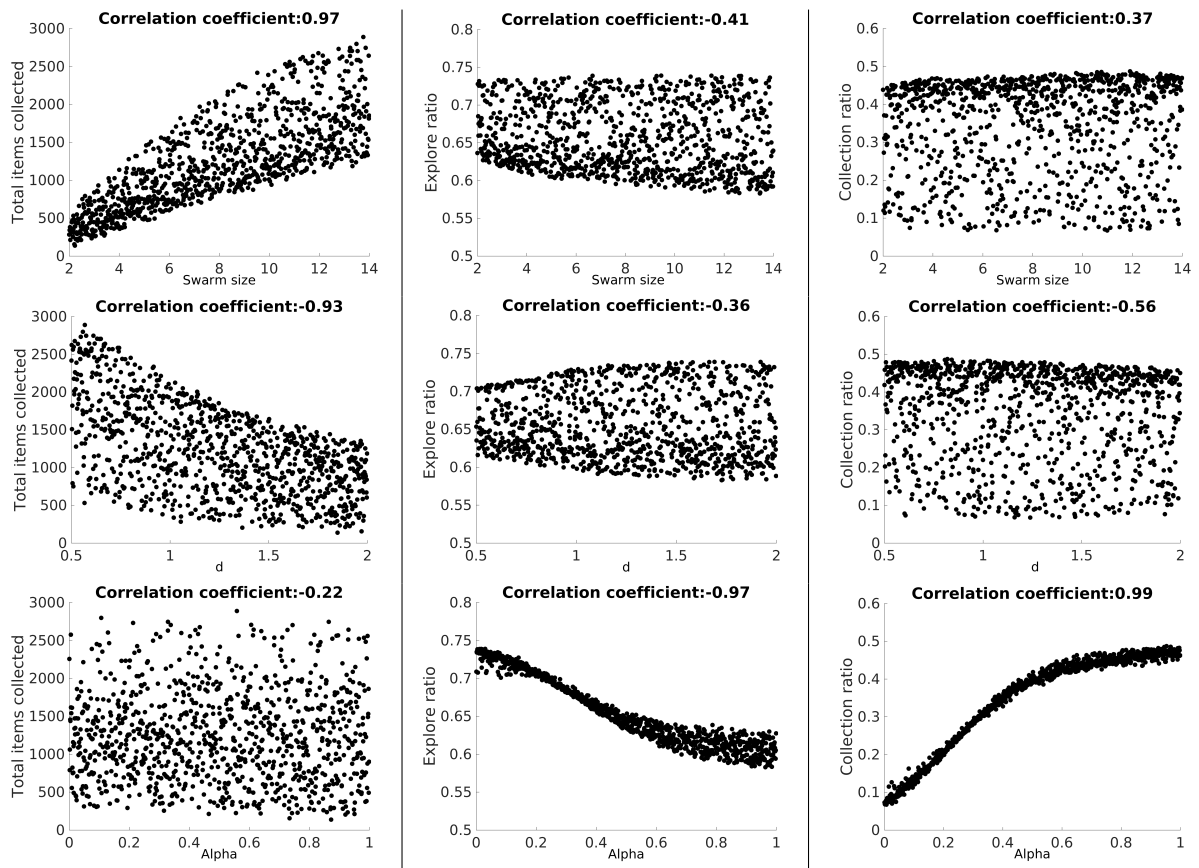 Correlation coefficient:0.97
Total items collected
3000
2500
2000
1500
1000
500
0
2 4 6 8 10 12 14
Swarm size
Correlation coefficient:-0.41
Explore ratio
0.8
0.75
0.7
0.65
0.6
0.55
0.5
2 4 6 8 10 12 14
Swarm size
Correlation coefficient:0.37
Collection ratio
0.6
0.5
0.4
0.3
0.2
0.1
0
2 4 6 8 10 12 14
Swarm size
Correlation coefficient:-0.93
Total items collected
3000
2500
2000
1500
1000
500
0
0.5 1 1.5 2
d
Correlation coefficient:-0.36
Explore ratio
0.8
0.75
0.7
0.65
0.6
0.55
0.5
0.5 1 1.5 2
d
Correlation coefficient:-0.56
Collection ratio
0.6
0.5
0.4
0.3
0.2
0.1
0
0.5 1 1.5 2
d
Correlation coefficient:-0.22
Total items collected
3000
2500
2000
1500
1000
500
0
0 0.2 0.4 0.6 0.8 1
Alpha
Correlation coefficient:-0.97
Explore ratio
0.8
0.75
0.7
0.65
0.6
0.55
0.5
0 0.2 0.4 0.6 0.8 1
Alpha
Correlation coefficient:0.99
Collection ratio
0.6
0.5
0.4
0.3
0.2
0.1
0
0 0.2 0.4 0.6 0.8 1
Alpha